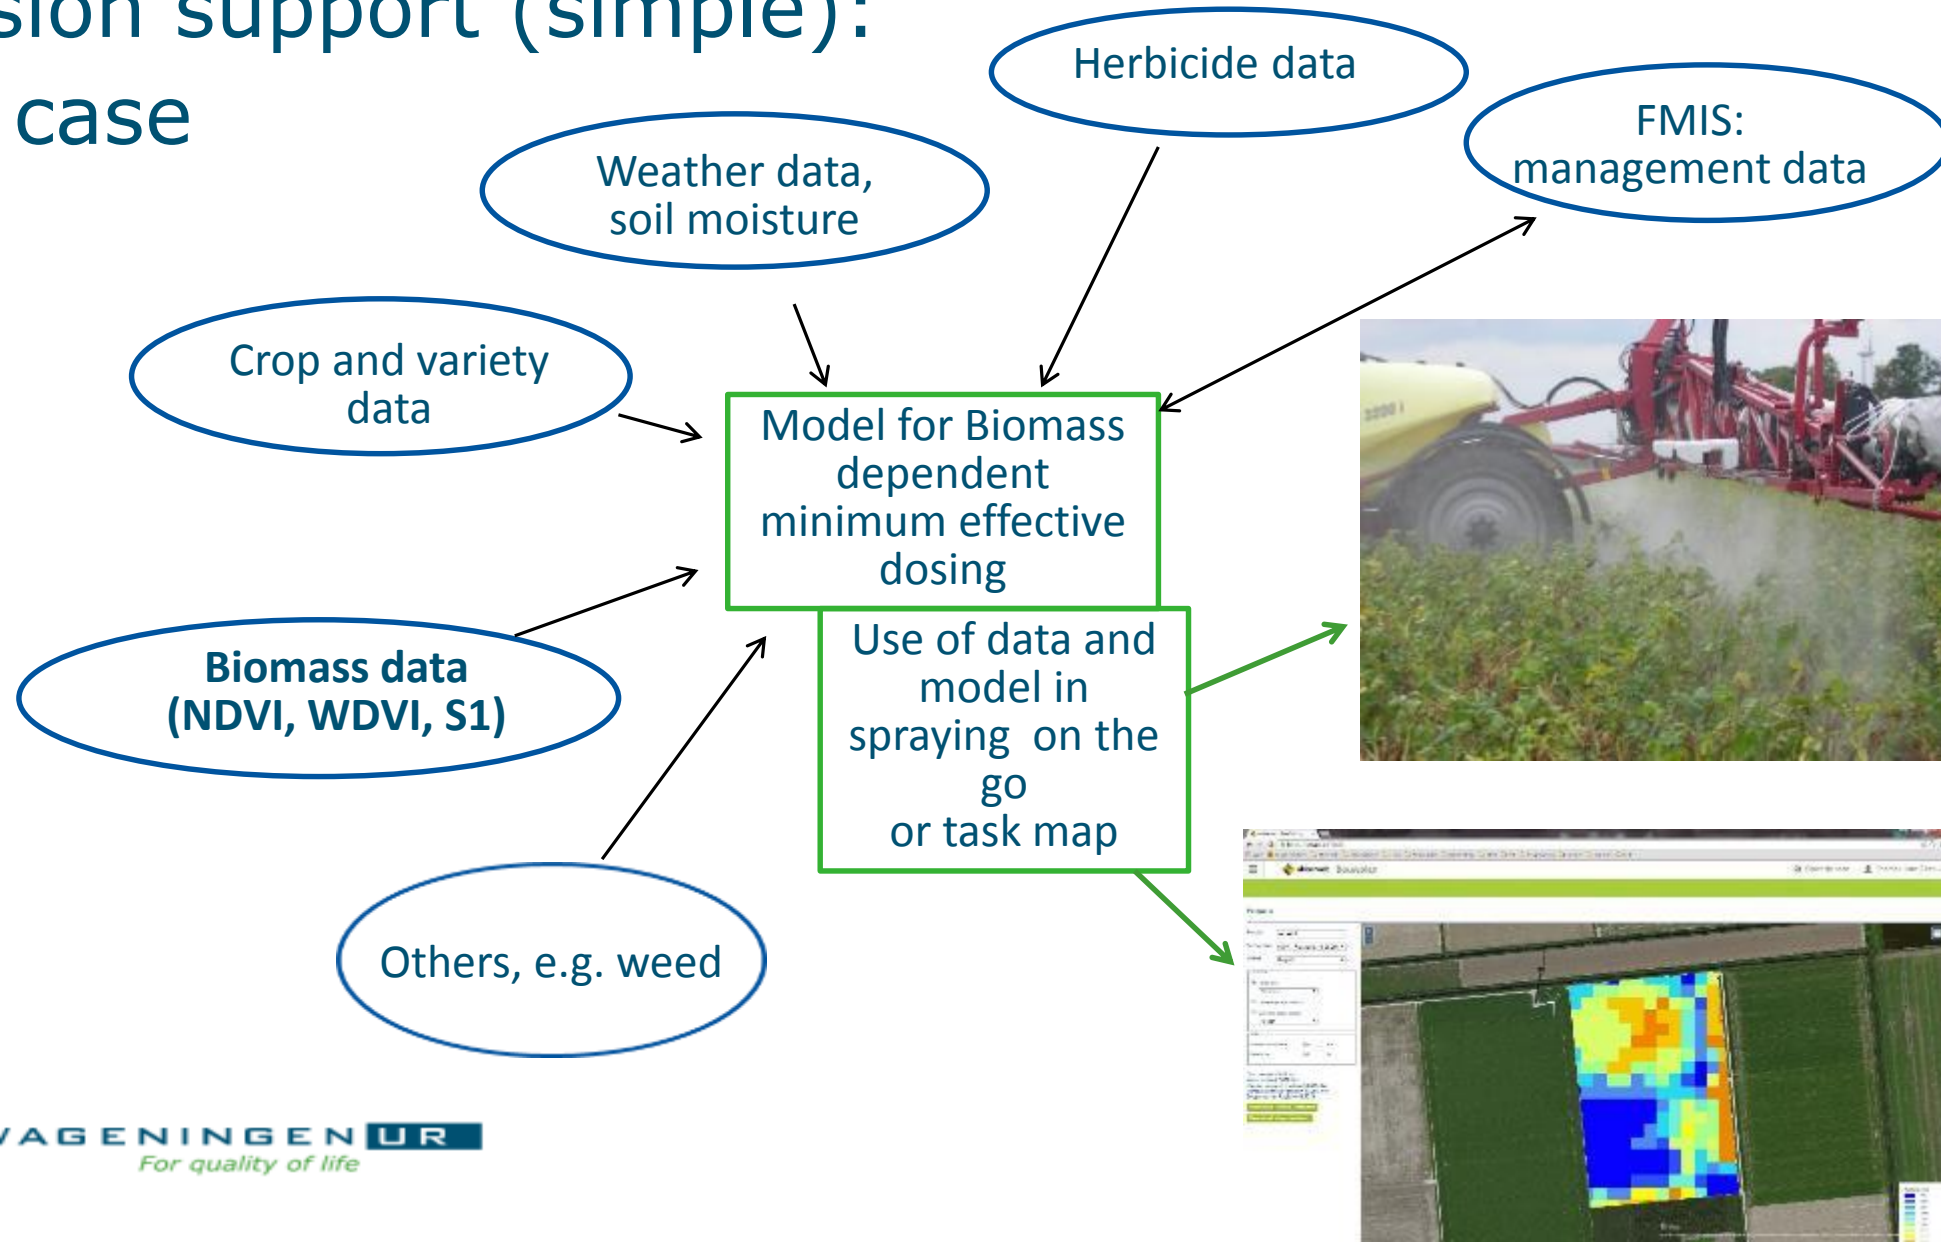 sion support (simple):
case
Herbicide data
FMIS:
management data
Weather data,
soil moisture
Crop and variety
data
Model for Biomass
dependent
minimum effective
dosing
Biomass data
(NDVI, WDVI, S1)
Use of data and
model in
spraying on the
go
or task map
Others, e.g. weed
WAGENINGEN UR
For quality of life